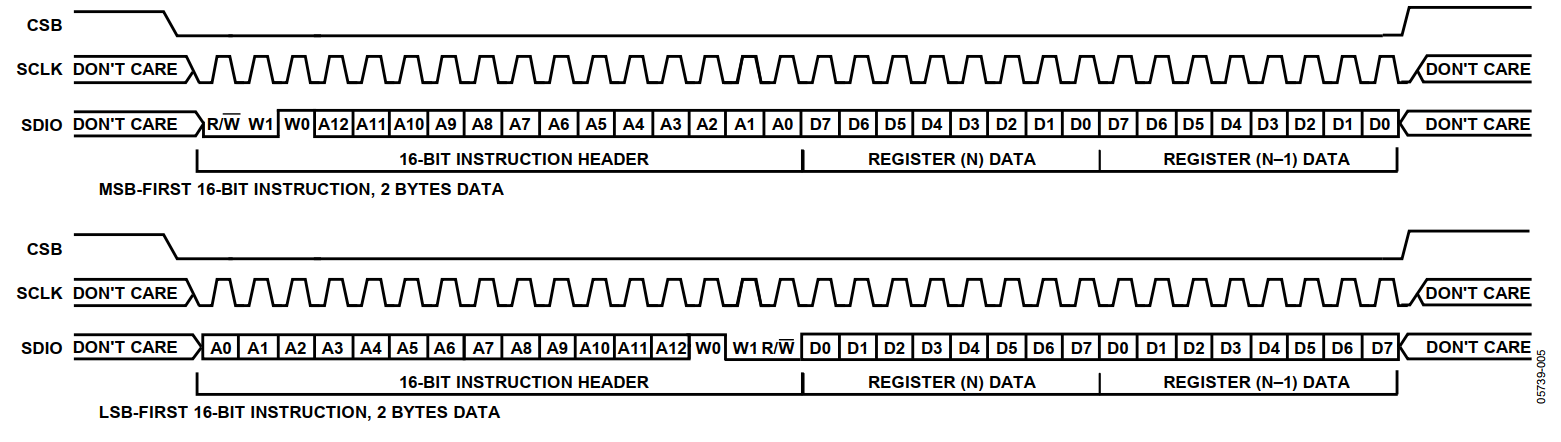 CSB
SCLK DON'T CARE DON'T CARE
SDIO DON'T CARE R/W̅ W1 W0 A12 A11 A10 A9 A8 A7 A6 A5 A4 A3 A2 A1 A0 D7 D6 D5 D4 D3 D2 D1 D0 D7 D6 D5 D4 D3 D2 D1 D0 DON'T CARE
16-BIT INSTRUCTION HEADER REGISTER (N) DATA REGISTER (N–1) DATA
MSB-FIRST 16-BIT INSTRUCTION, 2 BYTES DATA
CSB
SCLK DON'T CARE DON'T CARE
SDIO DON'T CARE A0 A1 A2 A3 A4 A5 A6 A7 A8 A9 A10 A11 A12 W0 W1 R/W̅ D0 D1 D2 D3 D4 D5 D6 D7 D0 D1 D2 D3 D4 D5 D6 D7 DON'T CARE
16-BIT INSTRUCTION HEADER REGISTER (N) DATA REGISTER (N–1) DATA
LSB-FIRST 16-BIT INSTRUCTION, 2 BYTES DATA
05739-005